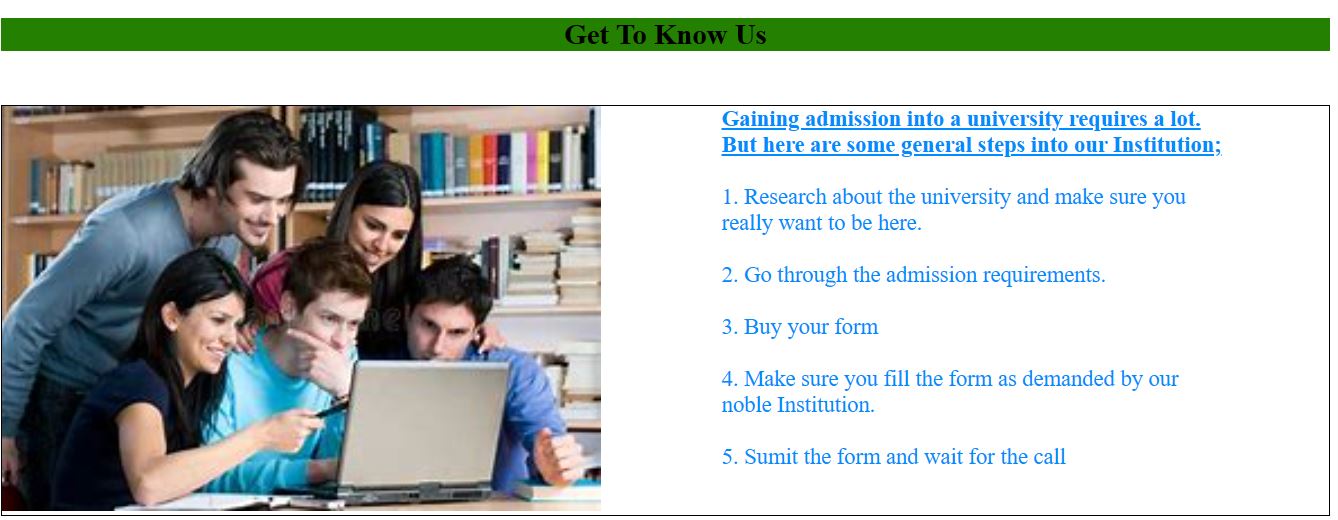 Get To Know Us
Gaining admission into a university requires a lot.
But here are some general steps into our Institution;
1. Research about the university and make sure you
really want to be here.
2. Go through the admission requirements.
3. Buy your form
4. Make sure you fill the form as demanded by our
noble Institution.
5. Sumit the form and wait for the call